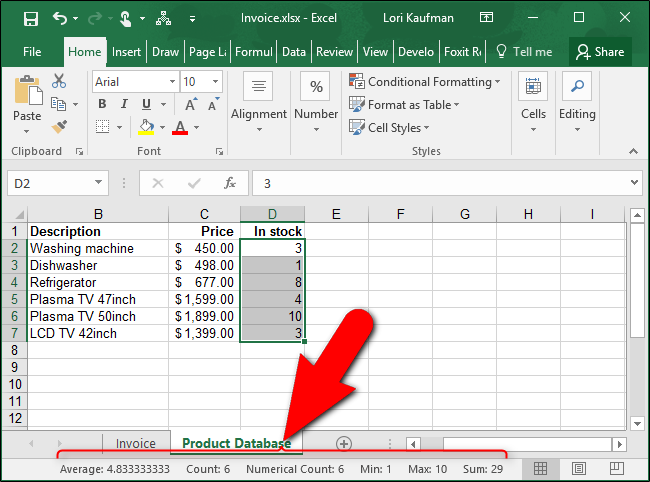 Invoice.xlsx - Excel
Lori Kaufman
File Home Insert Draw Page La Formul Data Review View Develo Foxit Re Tell me Share
Paste
Arial 10
B I U A A
A
Alignment
%
Number
Conditional Formatting
Format as Table
Cell Styles
Cells
Editing
Clipboard Font Styles
D2 fx 3
B C D E F G H I
1 Description Price In stock
2 Washing machine $ 450.00 3
3 Dishwasher $ 498.00 1
4 Refrigerator $ 677.00 8
5 Plasma TV 47inch $ 1,599.00 4
6 Plasma TV 50inch $ 1,899.00 10
7 LCD TV 42inch $ 1,399.00 3
8
9
10
11
12
Invoice Product Database
Average: 4.833333333 Count: 6 Numerical Count: 6 Min: 1 Max: 10 Sum: 29